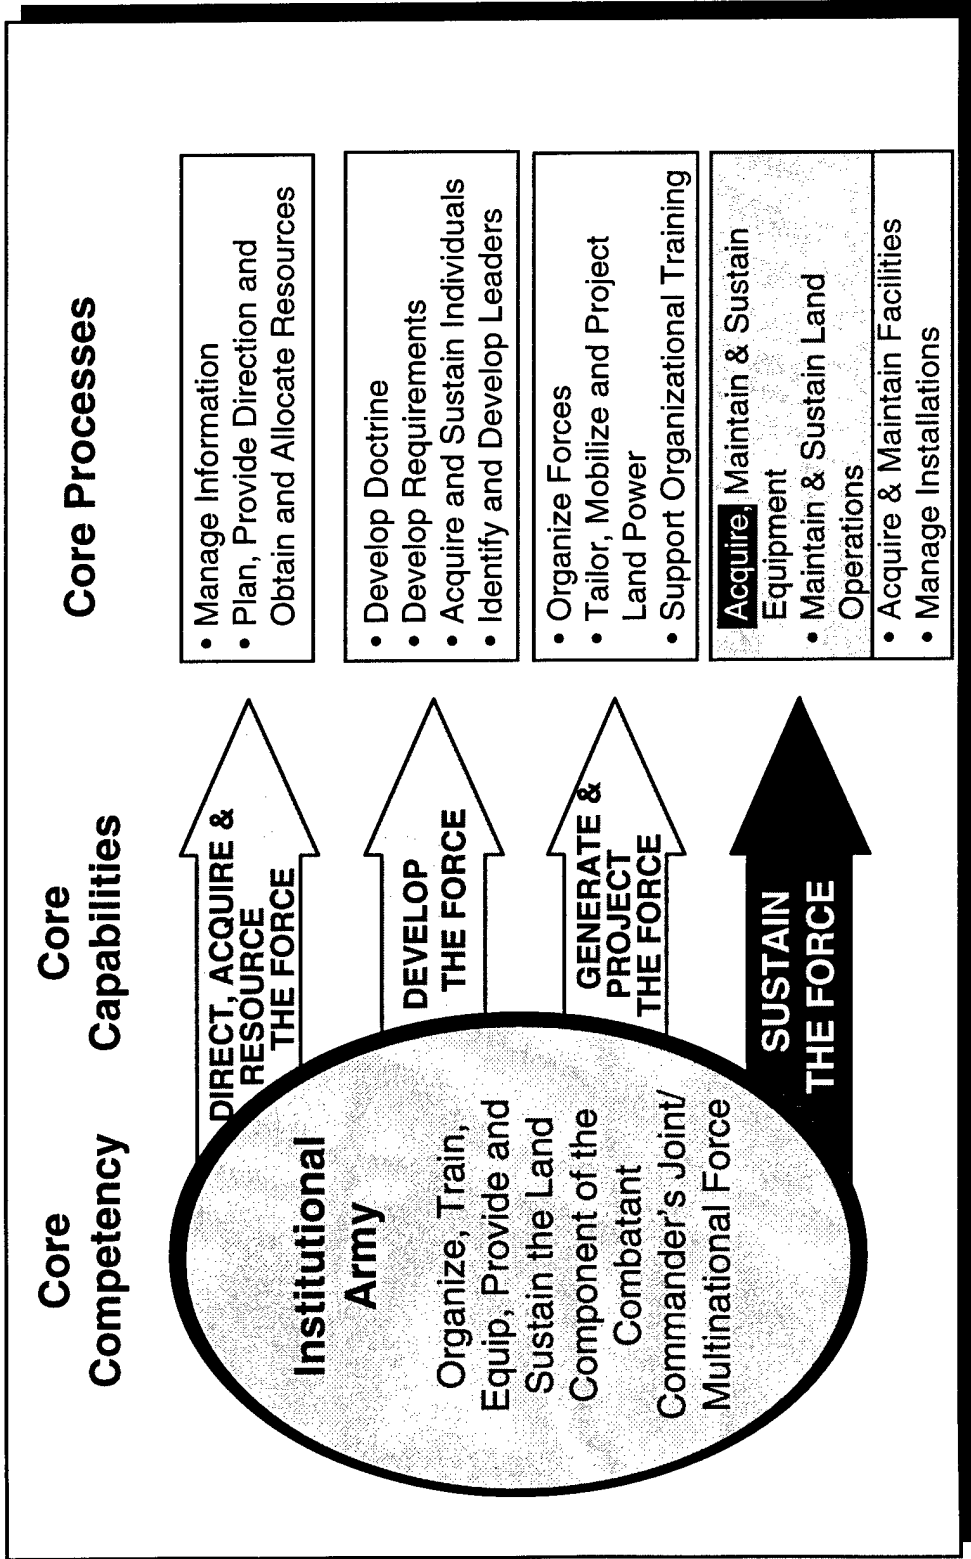 Core
Competency
Core
Capabilities
Core Processes
Institutional
Army
Organize, Train,
Equip, Provide and
Sustain the Land
Component of the
Combatant
Commander's Joint/
Multinational Force
DIRECT, ACQUIRE &
RESOURCE
THE FORCE
• Manage Information
• Plan, Provide Direction and
Obtain and Allocate Resources
DEVELOP
THE FORCE
• Develop Doctrine
• Develop Requirements
• Acquire and Sustain Individuals
• Identify and Develop Leaders
GENERATE &
PROJECT
THE FORCE
• Organize Forces
• Tailor, Mobilize and Project
Land Power
• Support Organizational Training
SUSTAIN
THE FORCE
Acquire, Maintain & Sustain
Equipment
• Maintain & Sustain Land
Operations
• Acquire & Maintain Facilities
• Manage Installations